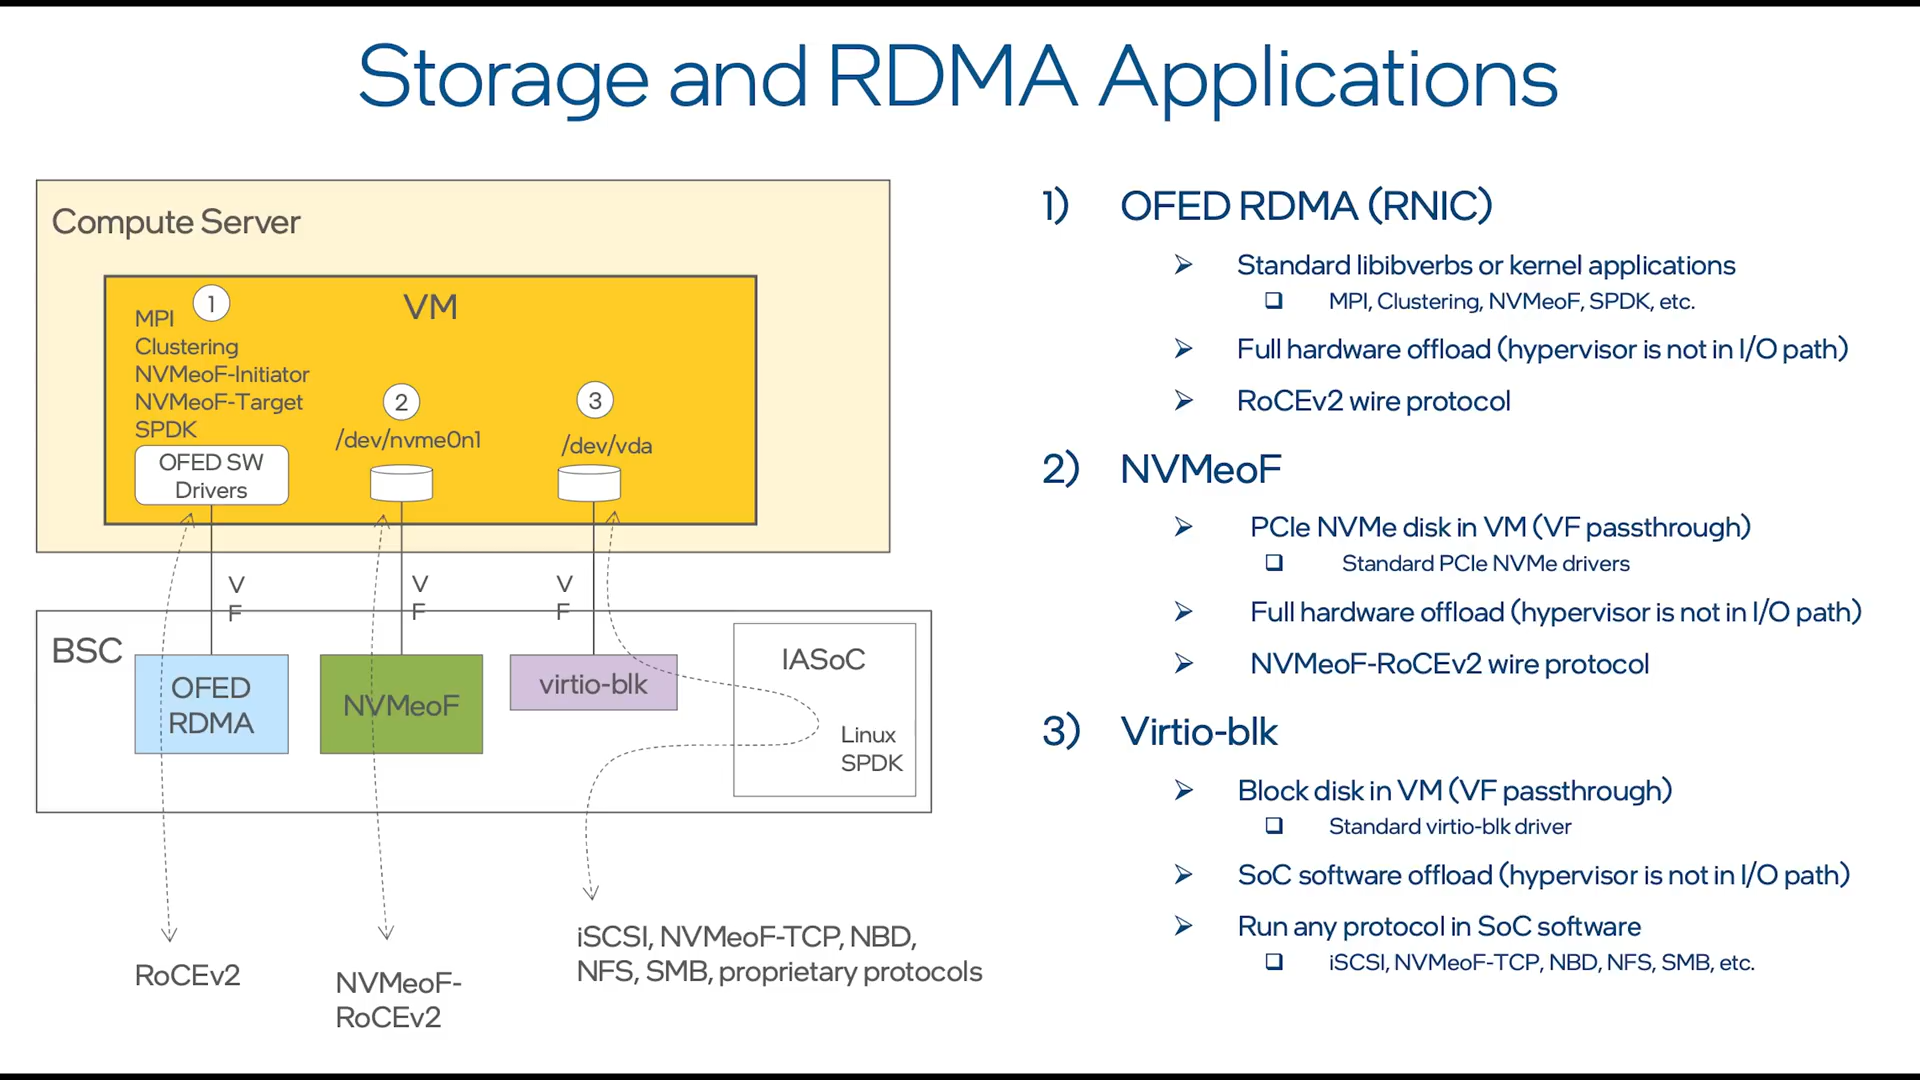 Storage and RDMA Applications
Compute Server
VM
1
MPI
Clustering
NVMeoF-Initiator
NVMeoF-Target
SPDK
OFED SW
Drivers
2
/dev/nvme0n1
3
/dev/vda
V
F
V
F
V
F
BSC
OFED
RDMA
NVMeoF
virtio-blk
IASoC
Linux
SPDK
RoCEv2
NVMeoF-
RoCEv2
iSCSI, NVMeoF-TCP, NBD,
NFS, SMB, proprietary protocols
1) OFED RDMA (RNIC)
Standard libibverbs or kernel applications
MPI, Clustering, NVMeoF, SPDK, etc.
Full hardware offload (hypervisor is not in I/O path)
RoCEv2 wire protocol
2) NVMeoF
PCIe NVMe disk in VM (VF passthrough)
Standard PCIe NVMe drivers
Full hardware offload (hypervisor is not in I/O path)
NVMeoF-RoCEv2 wire protocol
3) Virtio-blk
Block disk in VM (VF passthrough)
Standard virtio-blk driver
SoC software offload (hypervisor is not in I/O path)
Run any protocol in SoC software
iSCSI, NVMeoF-TCP, NBD, NFS, SMB, etc.